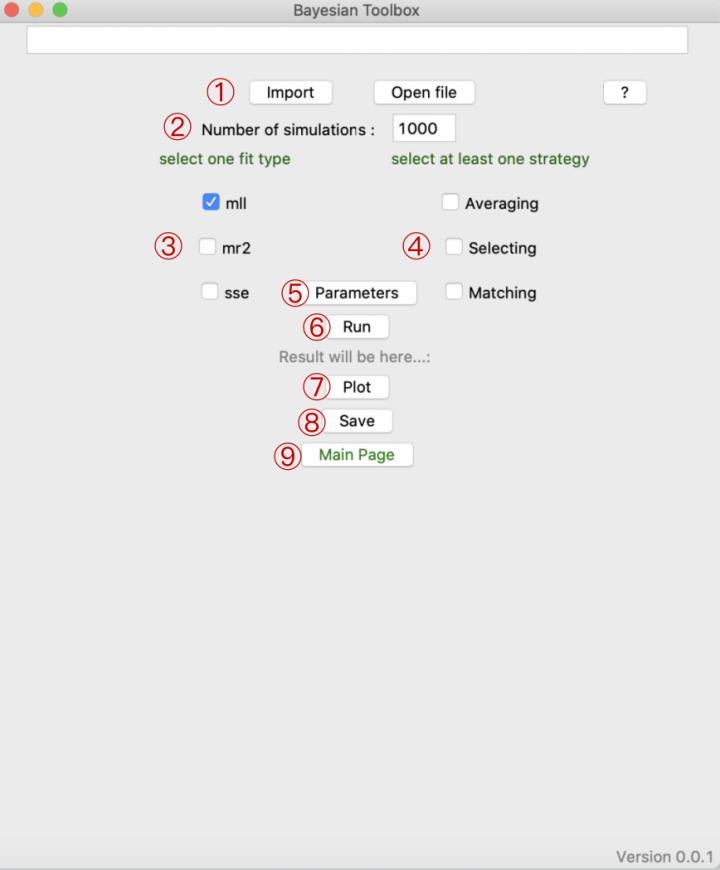 Bayesian Toolbox
① Import Open file ?
② Number of simulations : 1000
select one fit type select at least one strategy
mll Averaging
③ mr2 ④ Selecting
sse ⑤ Parameters Matching
⑥ Run
Result will be here...:
⑦ Plot
⑧ Save
⑨ Main Page
Version 0.0.1